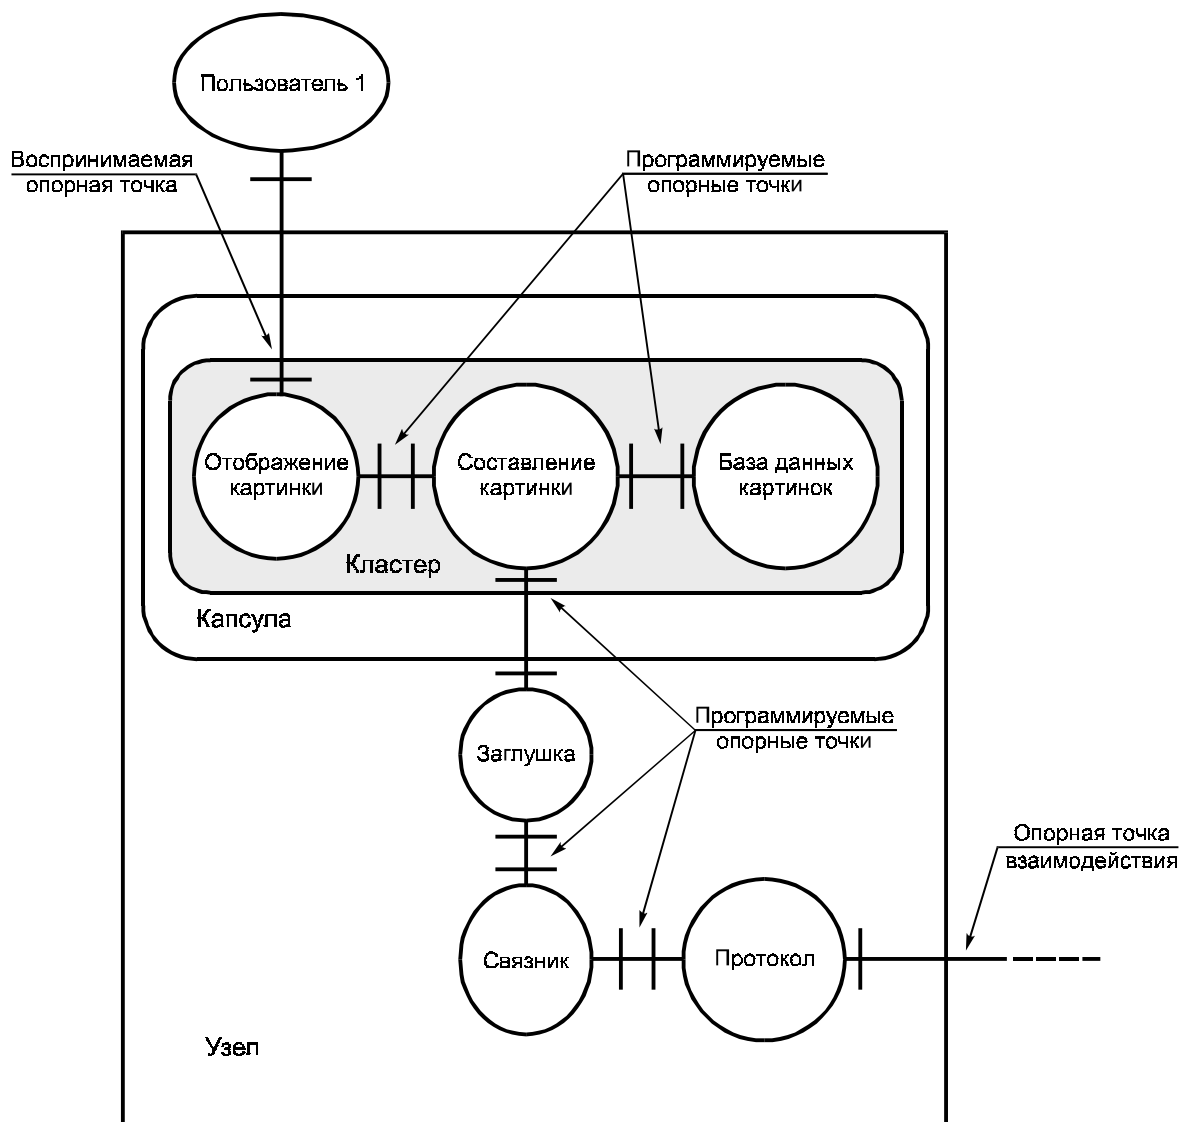 Пользователь 1
Воспринимаемая
опорная точка
Программируемые
опорные точки
Отображение
картинки
Составление
картинки
База данных
картинок
Кластер
Капсула
Программируемые
опорные точки
Заглушка
Опорная точка
взаимодействия
Связник
Протокол
Узел